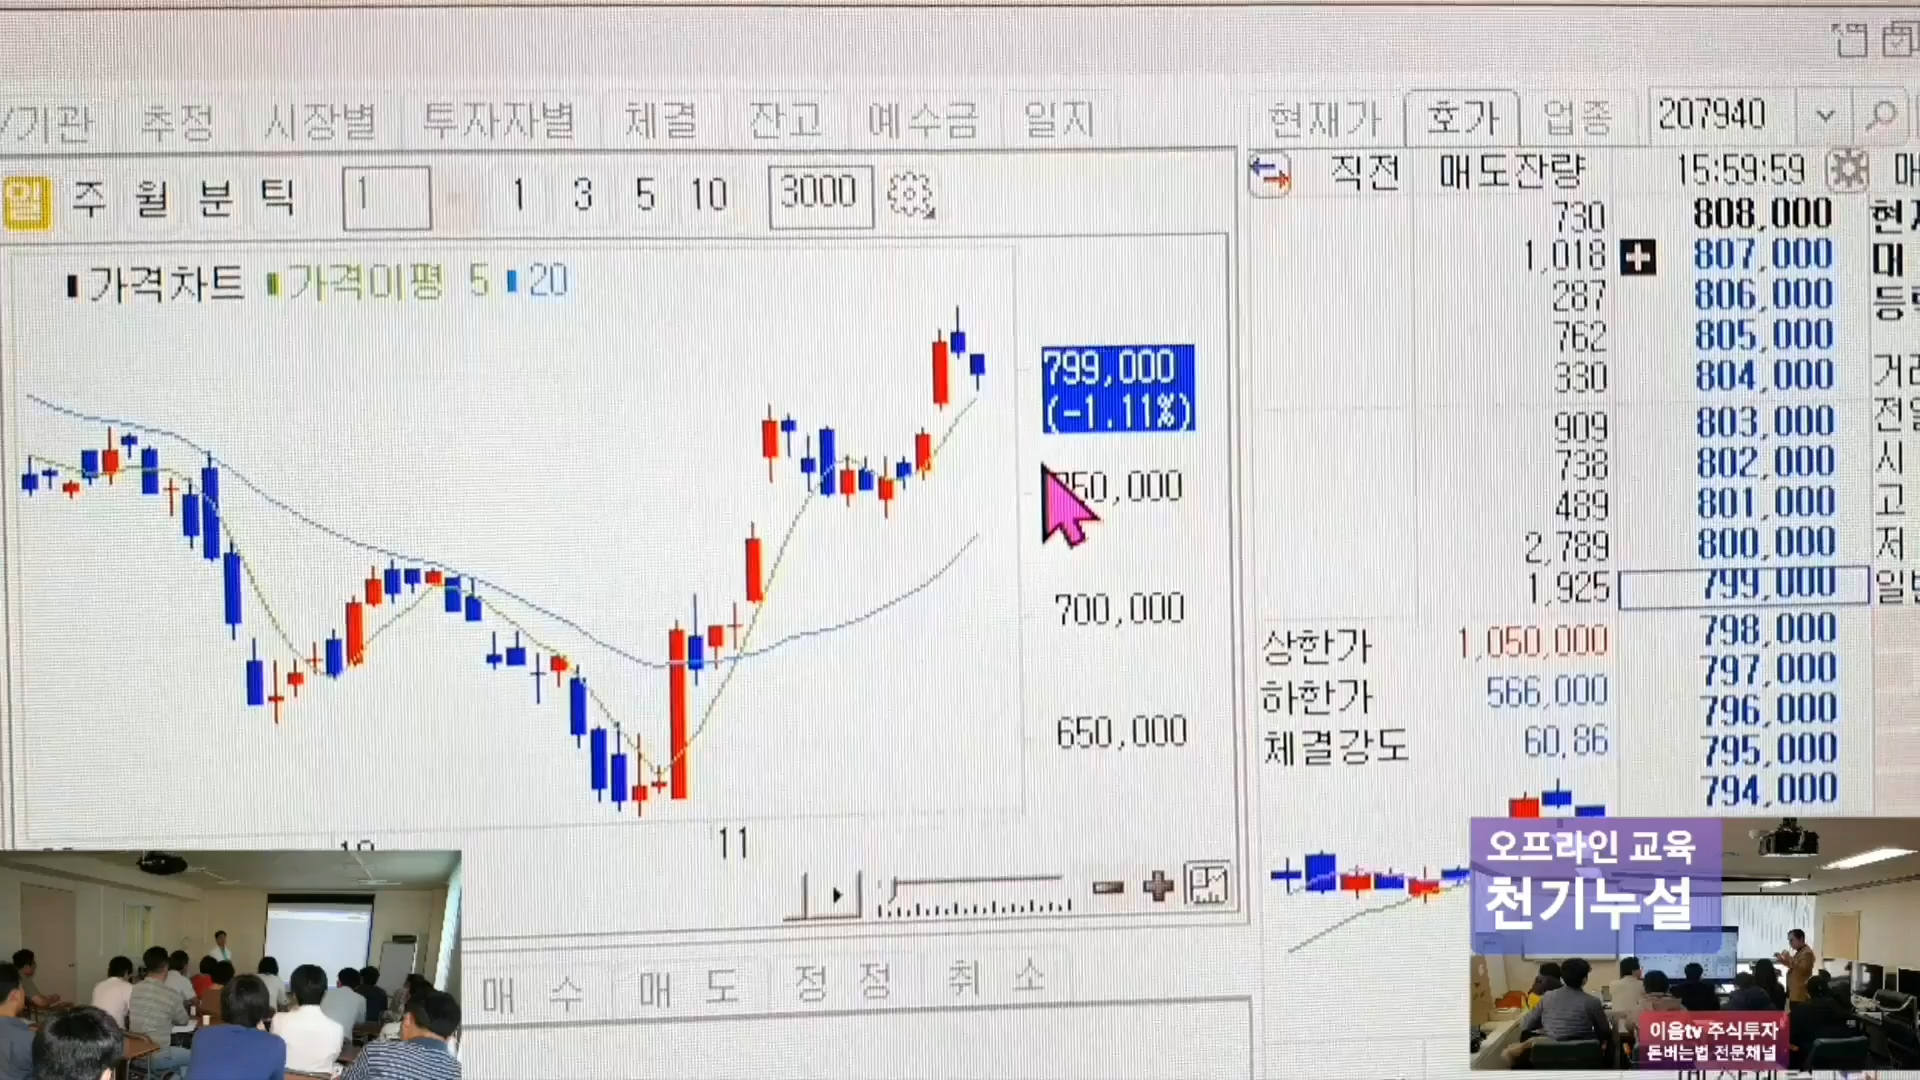 /기관 추정 시장별 투자자별 체결 잔고 예수금 일지
현재가 호가 업종 207940
일 주 월 분 틱 1 1 3 5 10 3000
직전 매도잔량 15:59:59
가격차트 가격이평 5 20
799,000
(-1.11%)
750,000
700,000
650,000
11
730 808,000
1,018 807,000
287 806,000
762 805,000
330 804,000
909 803,000
738 802,000
489 801,000
2,789 800,000
1,925 799,000
798,000
797,000
796,000
795,000
794,000
상한가 1,050,000
하한가 566,000
체결강도 60.86
대
시
고
저
매수 매도 정정 취소
오프라인 교육
천기누설
이음tv 주식투자
돈버는법 전문채널